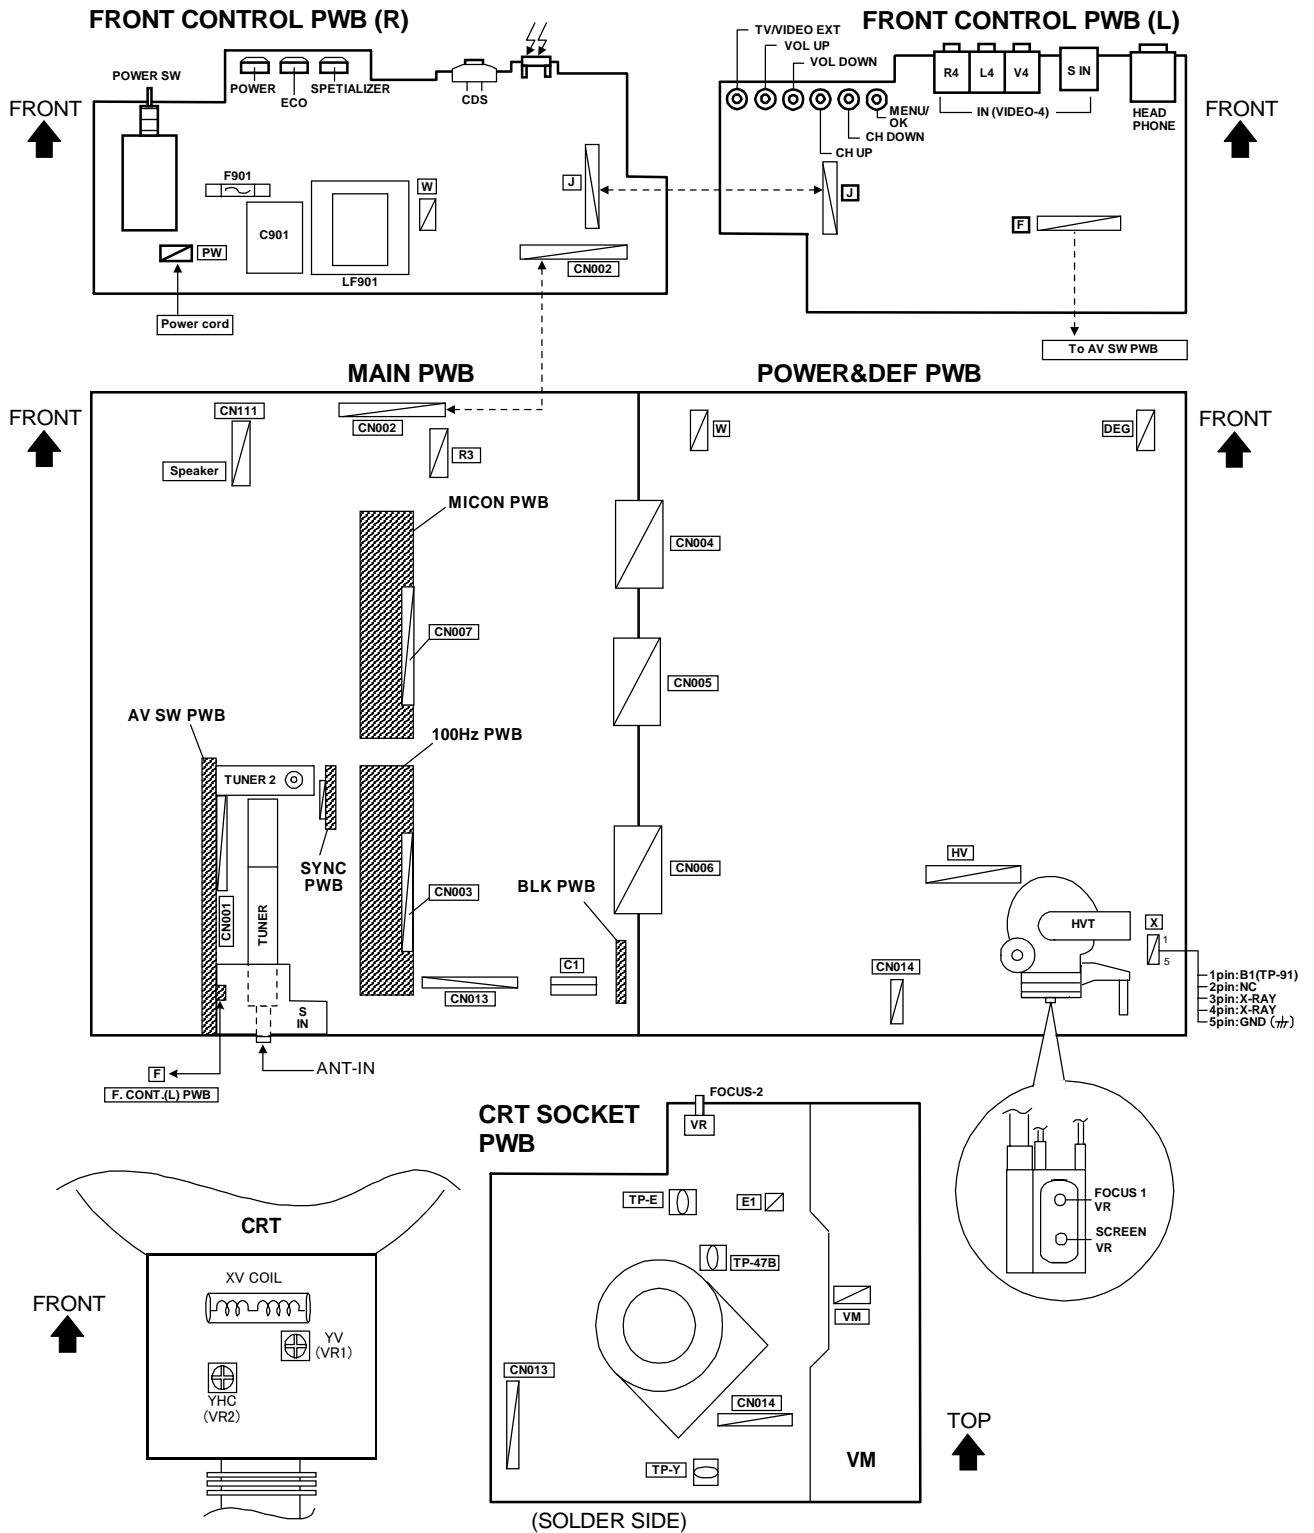 FRONT CONTROL PWB (R)
FRONT CONTROL PWB (L)
POWER SW
POWER
ECO
SPETIALIZER
CDS
FRONT
F901
W
J
C901
PW
LF901
CN002
Power cord
TV/VIDEO EXT
VOL UP
VOL DOWN
MENU/
OK
CH DOWN
CH UP
R4
L4
V4
S IN
IN (VIDEO-4)
HEAD
PHONE
FRONT
J
F
To AV SW PWB
MAIN PWB
POWER&DEF PWB
FRONT
CN111
CN002
Speaker
R3
W
DEG
FRONT
MICON PWB
CN004
CN007
CN005
AV SW PWB
100Hz PWB
TUNER 2
SYNC
PWB
CN001
TUNER
CN003
BLK PWB
CN006
HV
HVT
X
1
5
C1
CN013
CN014
S
IN
1pin:B1(TP-91)
2pin:NC
3pin:X-RAY
4pin:X-RAY
5pin:GND ( )
F
ANT-IN
F. CONT.(L) PWB
CRT SOCKET
PWB
FOCUS-2
VR
TP-E
E1
TP-47B
VM
CN013
CN014
TP-Y
VM
TOP
(SOLDER SIDE)
FOCUS 1
VR
SCREEN
VR
CRT
XV COIL
FRONT
YV
(VR1)
YHC
(VR2)